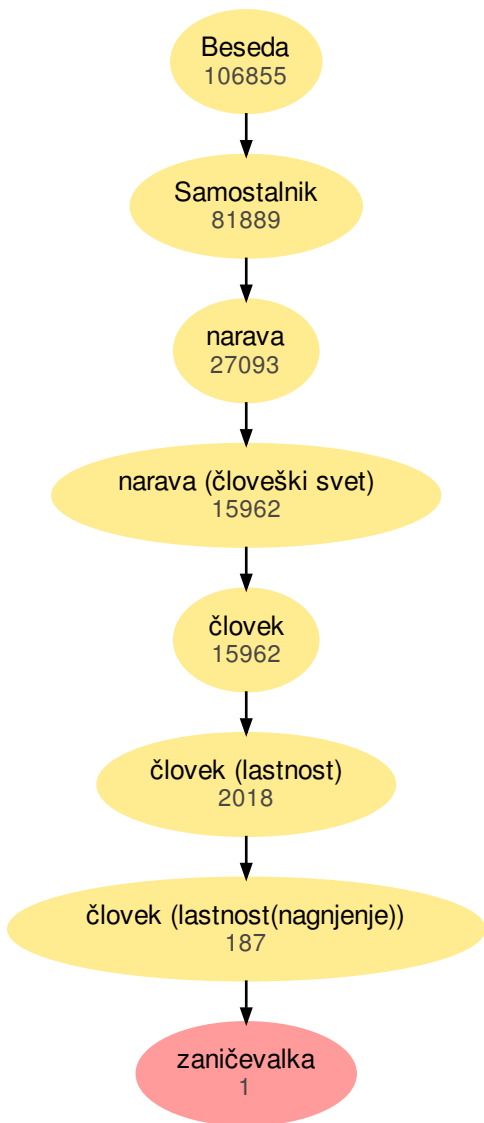 Beseda
106855
Samostalnik
81889
narava
27093
narava (človeški svet)
15962
človek
15962
človek (lastnost)
2018
človek (lastnost(nagnjenje))
187
zaničevalka
1